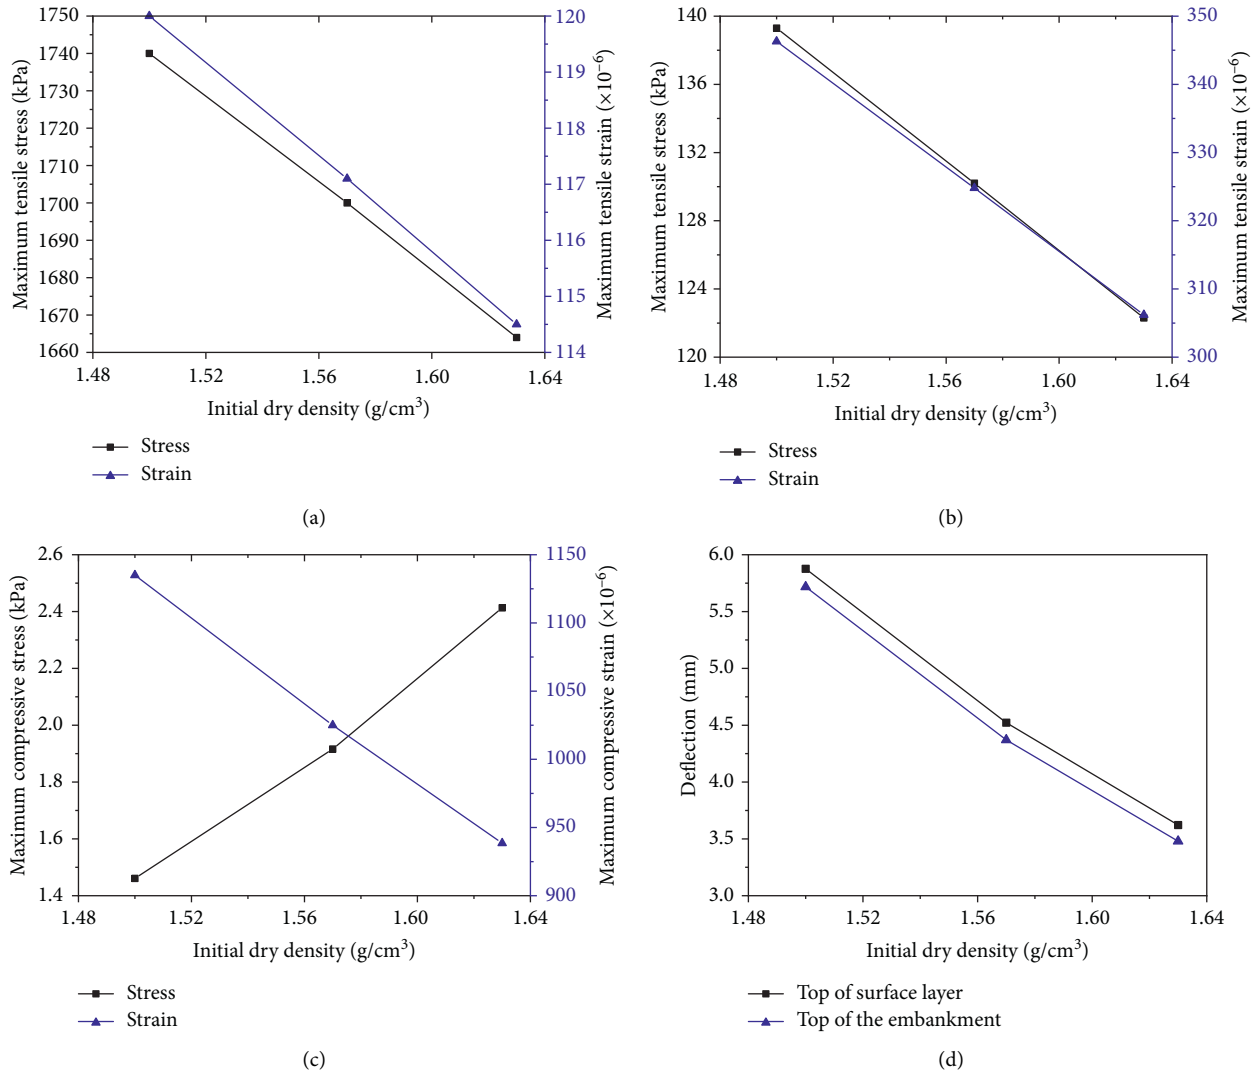 Maximum tensile stress (kPa)
1750
1740
1730
1720
1710
1700
1690
1680
1670
1660
120
119
118
117
116
115
114
Maximum tensile strain (×10⁻⁶)
1.48 1.52 1.56 1.60 1.64
Initial dry density (g/cm³)
Stress
Strain
(a)
Maximum tensile stress (kPa)
140
136
132
128
124
120
350
340
330
320
310
300
Maximum tensile strain (×10⁻⁶)
1.48 1.52 1.56 1.60 1.64
Initial dry density (g/cm³)
Stress
Strain
(b)
Maximum compressive stress (kPa)
2.6
2.4
2.2
2.0
1.8
1.6
1.4
1150
1100
1050
1000
950
900
Maximum compressive strain (×10⁻⁶)
1.48 1.52 1.56 1.60 1.64
Initial dry density (g/cm³)
Stress
Strain
(c)
Deflection (mm)
6.0
5.5
5.0
4.5
4.0
3.5
3.0
1.48 1.52 1.56 1.60 1.64
Initial dry density (g/cm³)
Top of surface layer
Top of the embankment
(d)